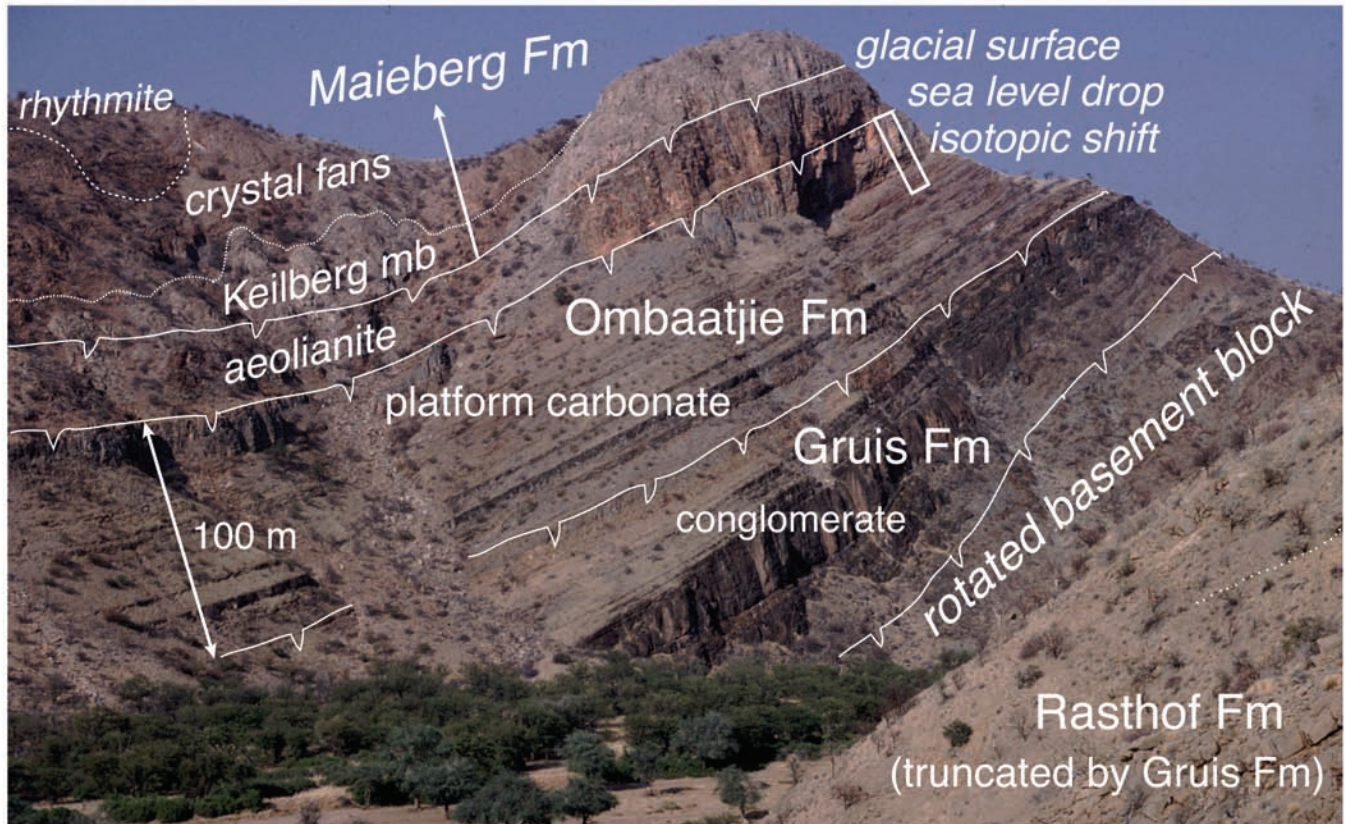 glacial surface
sea level drop
isotopic shift
Maieberg Fm
rhythmite
crystal fans
Keilberg mb
aeolianite
Ombaatjie Fm
platform carbonate
Gruis Fm
conglomerate
100 m
rotated basement block
Rasthof Fm
(truncated by Gruis Fm)